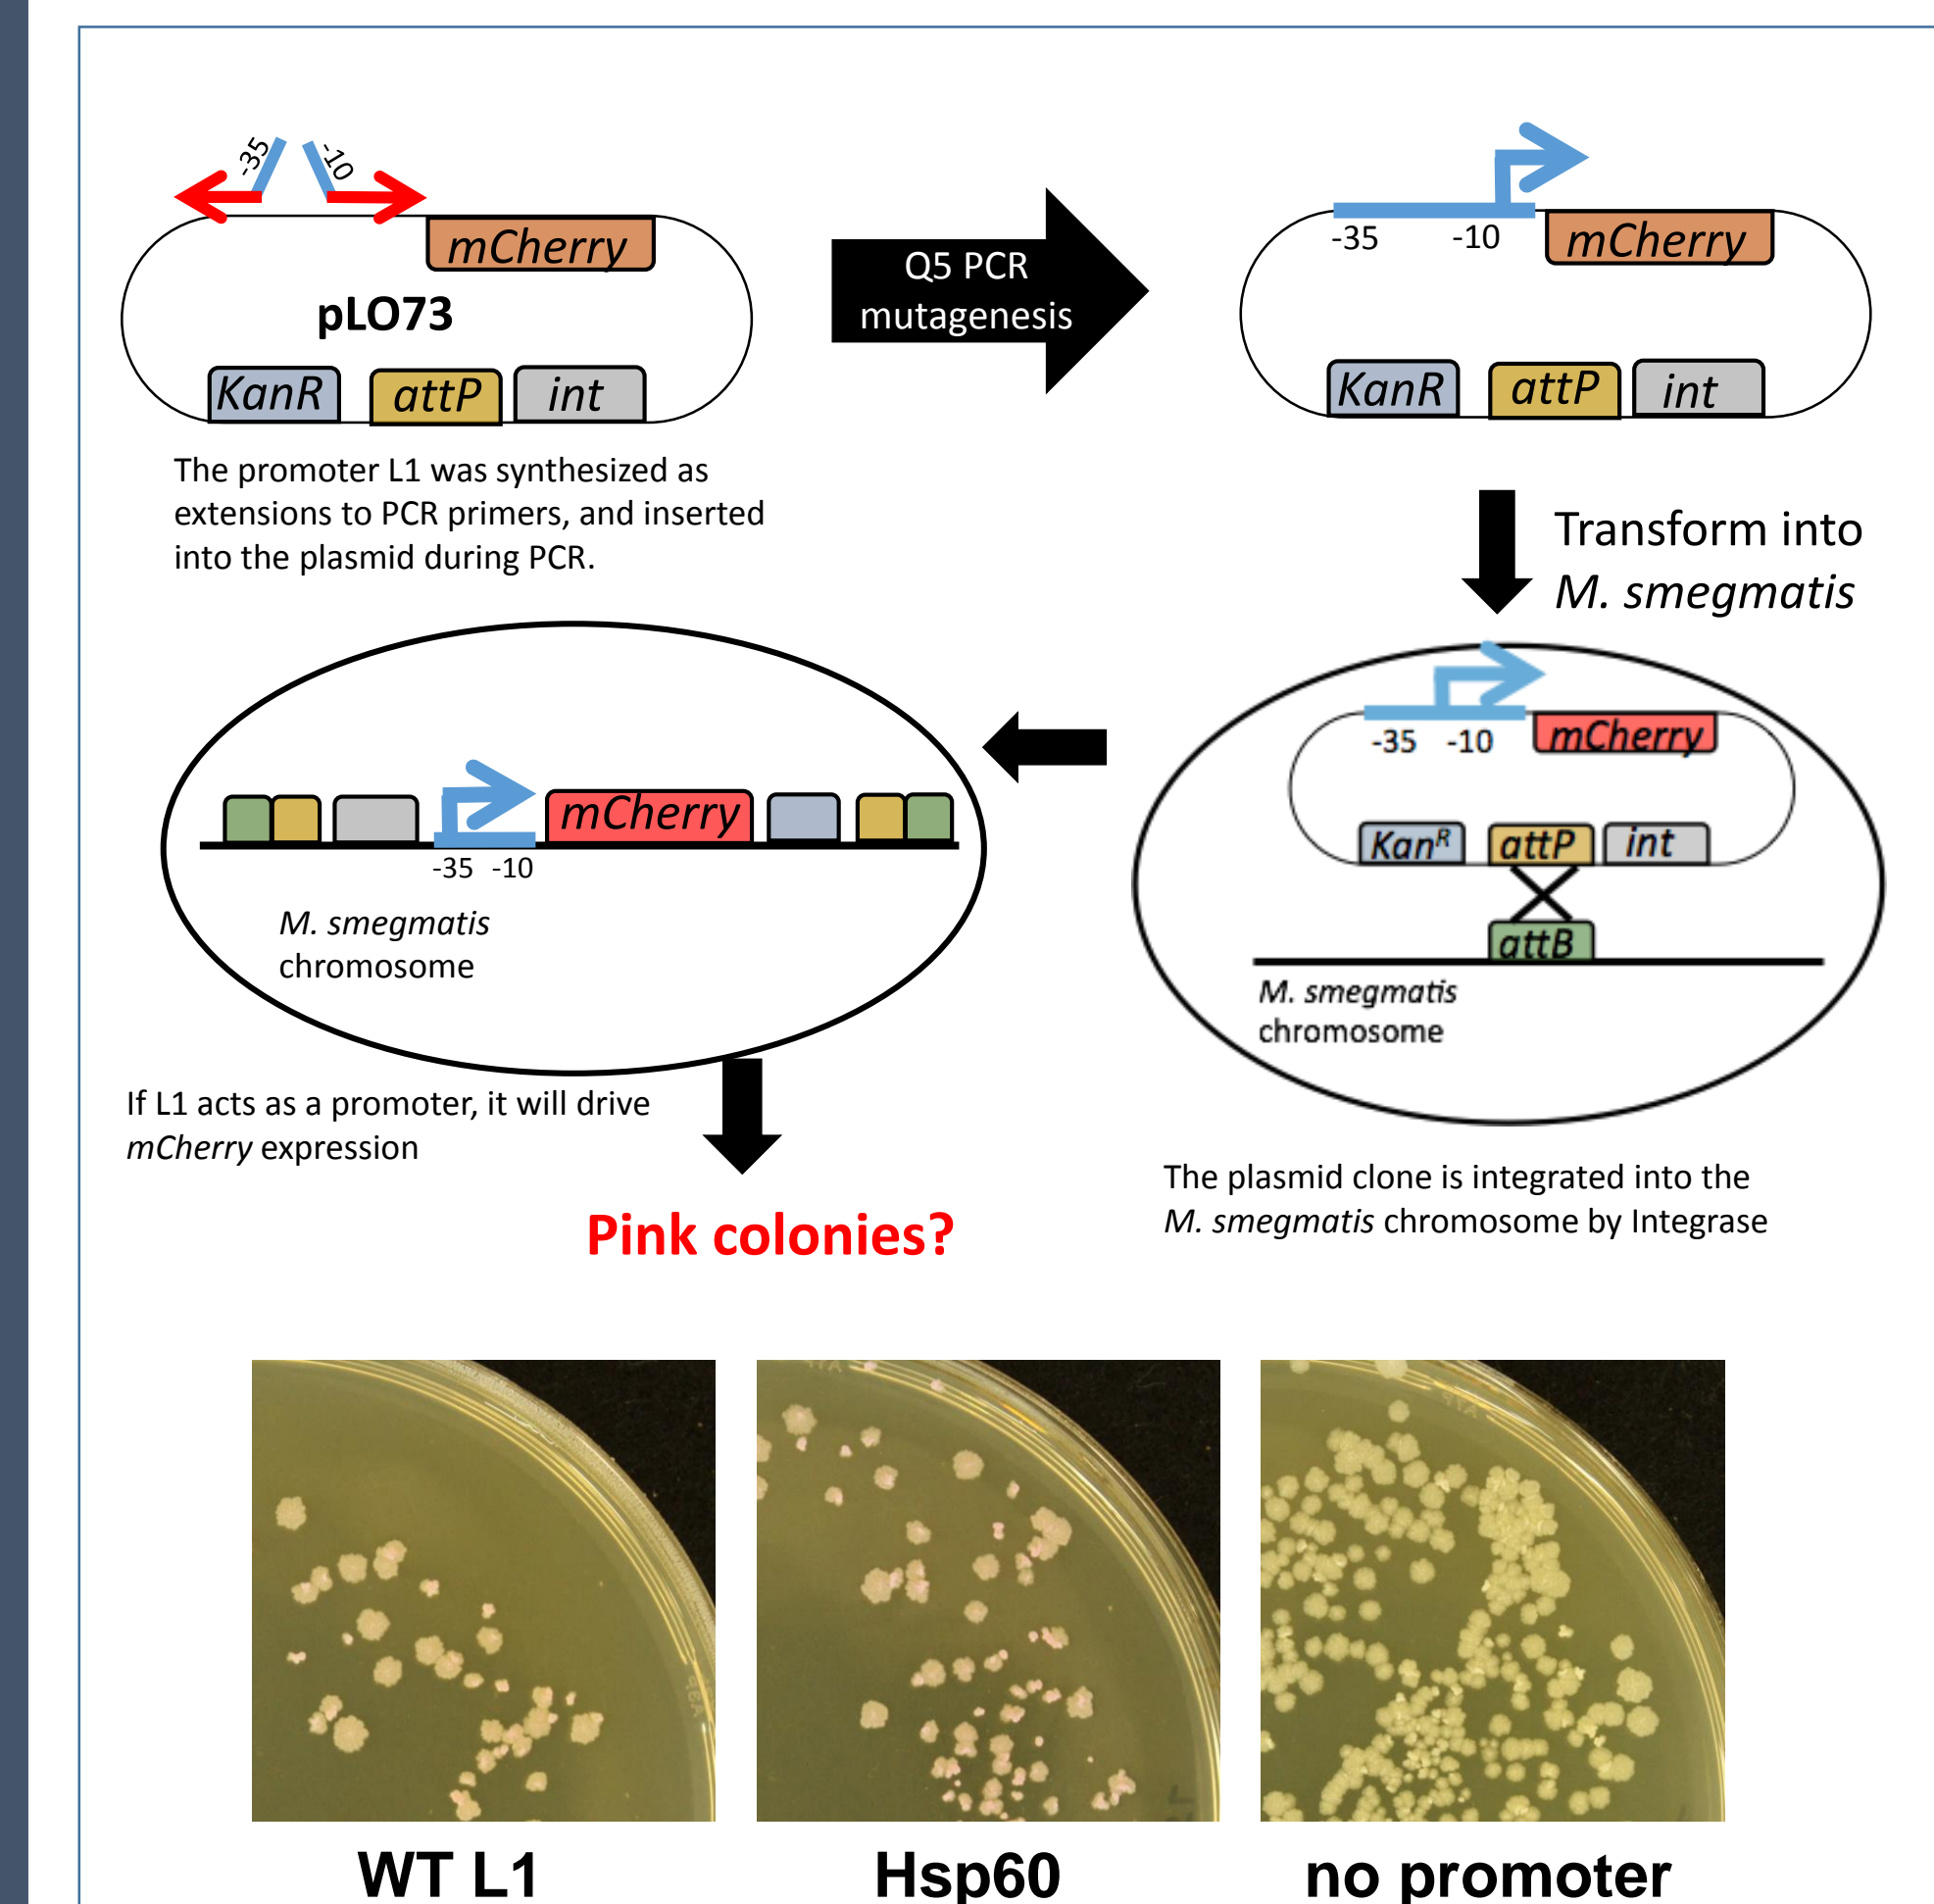 -35 -10
mCherry
pLO73
KanR attP int
The promoter L1 was synthesized as
extensions to PCR primers, and inserted
into the plasmid during PCR.
Q5 PCR
mutagenesis
-35 -10
mCherry
KanR attP int
Transform into
M. smegmatis
-35 -10
mCherry
KanR attP int
attB
M. smegmatis
chromosome
The plasmid clone is integrated into the
M. smegmatis chromosome by Integrase
mCherry
-35 -10
M. smegmatis
chromosome
If L1 acts as a promoter, it will drive
mCherry expression
Pink colonies?
WT L1
Hsp60
no promoter